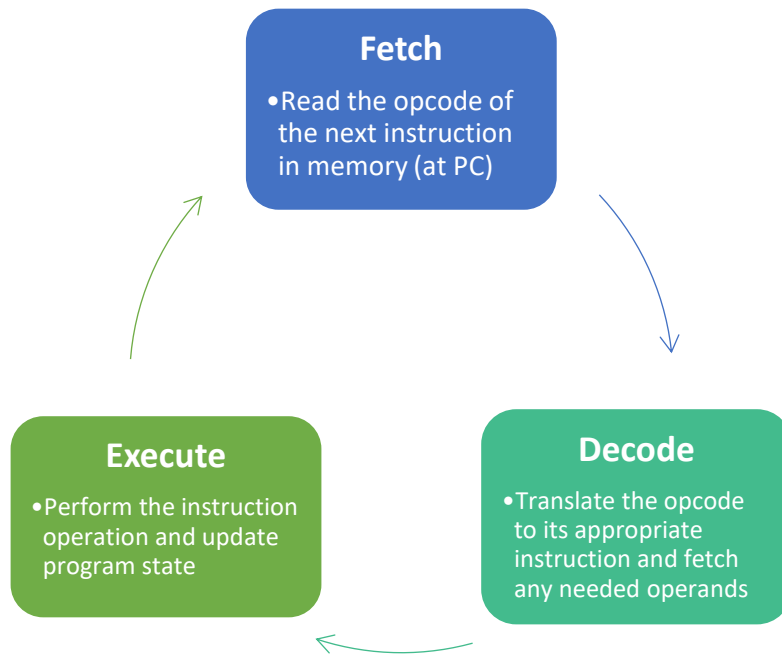 Fetch
•Read the opcode of
the next instruction
in memory (at PC)
Decode
•Translate the opcode
to its appropriate
instruction and fetch
any needed operands
Execute
•Perform the instruction
operation and update
program state